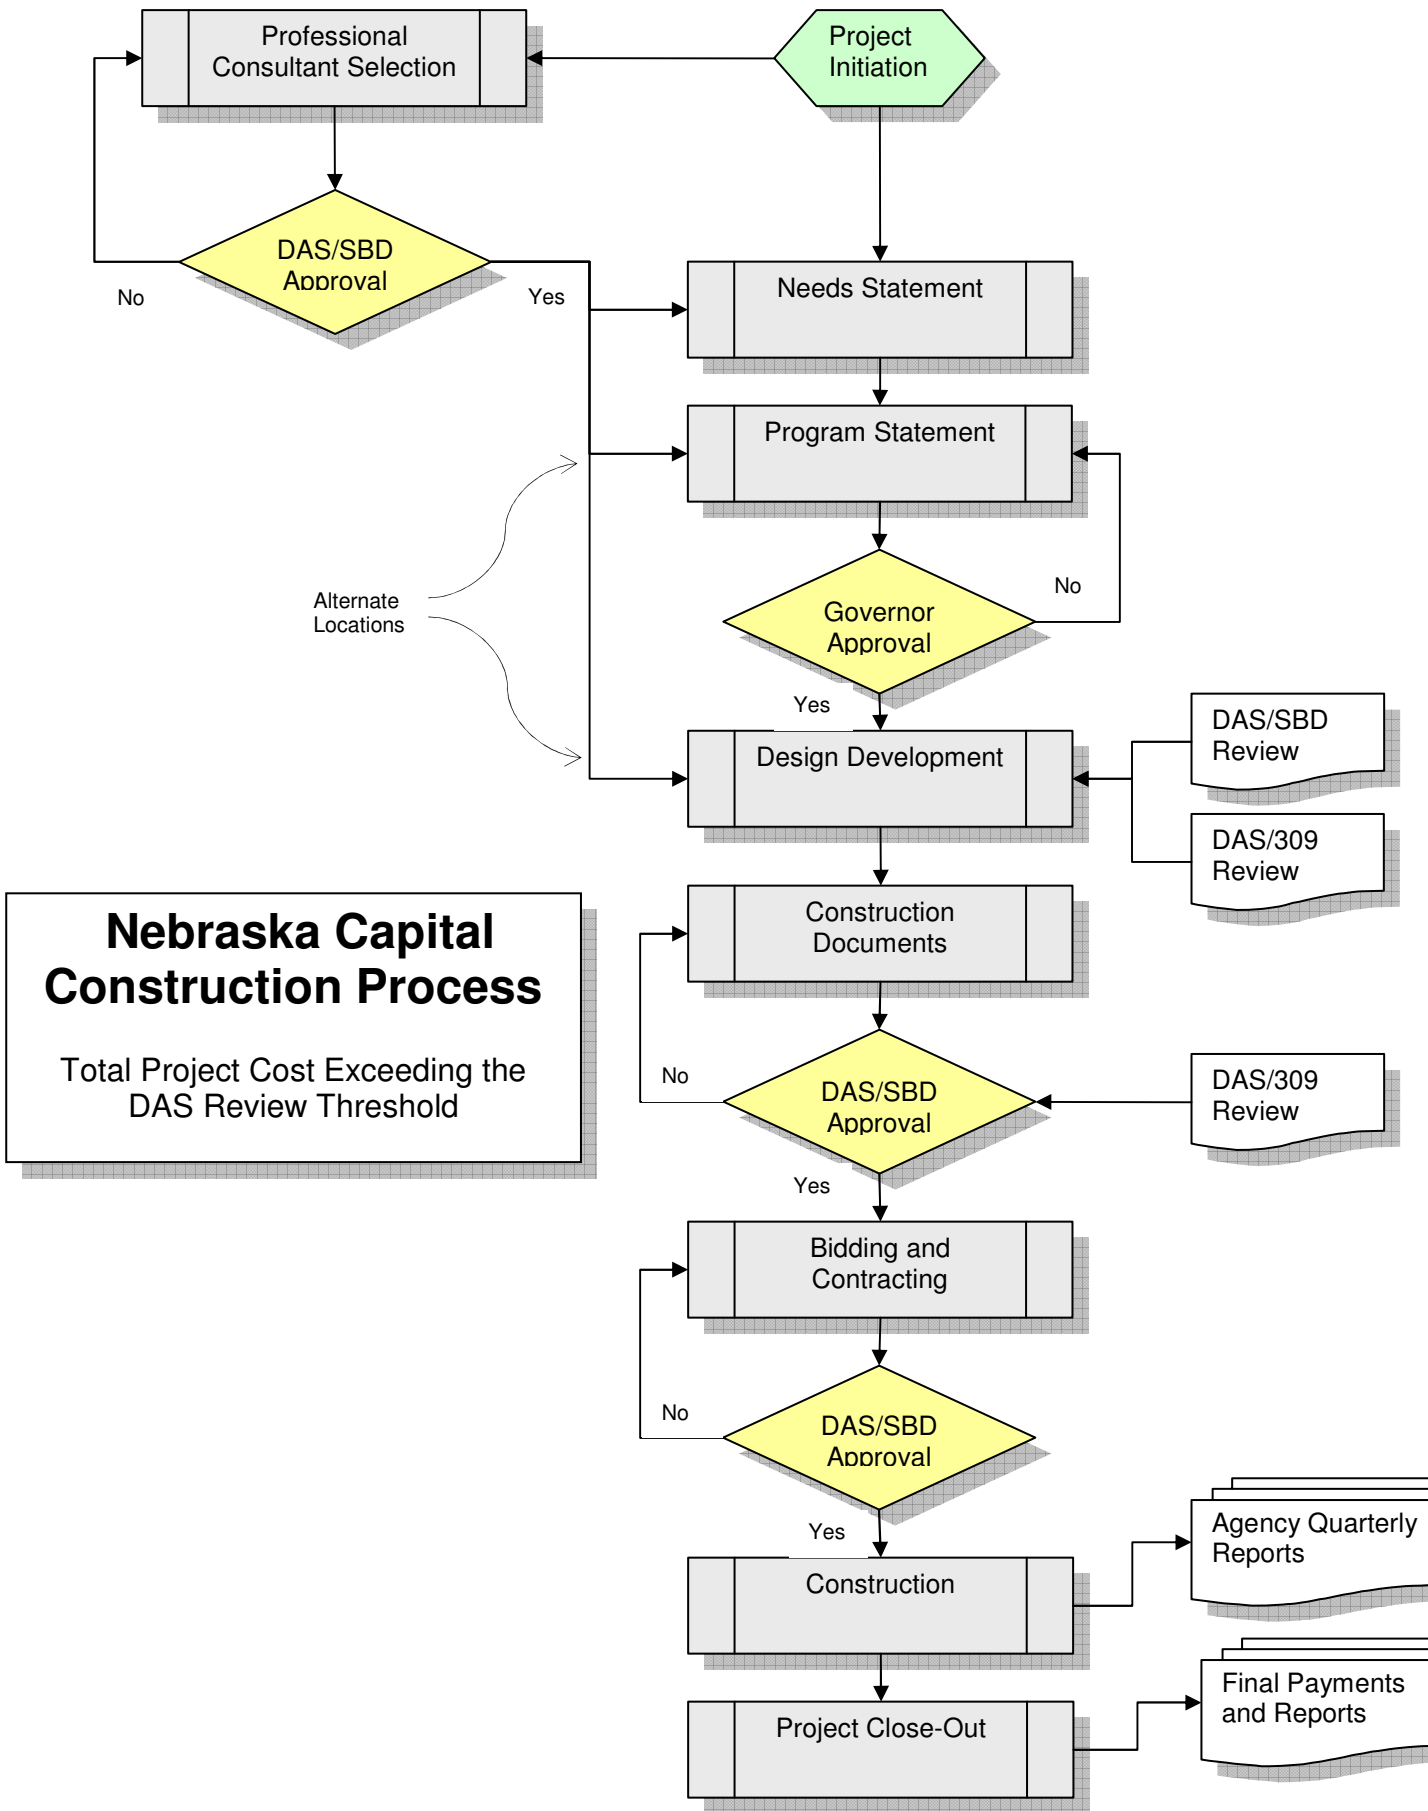 Professional
Consultant Selection
Project
Initiation
DAS/SBD
Approval
No
Yes
Needs Statement
Program Statement
Alternate
Locations
Governor
Approval
No
Yes
Design Development
DAS/SBD
Review
DAS/309
Review
Nebraska Capital
Construction Process
Total Project Cost Exceeding the
DAS Review Threshold
Construction
Documents
No
DAS/SBD
Approval
DAS/309
Review
Yes
Bidding and
Contracting
No
DAS/SBD
Approval
Yes
Construction
Agency Quarterly
Reports
Project Close-Out
Final Payments
and Reports